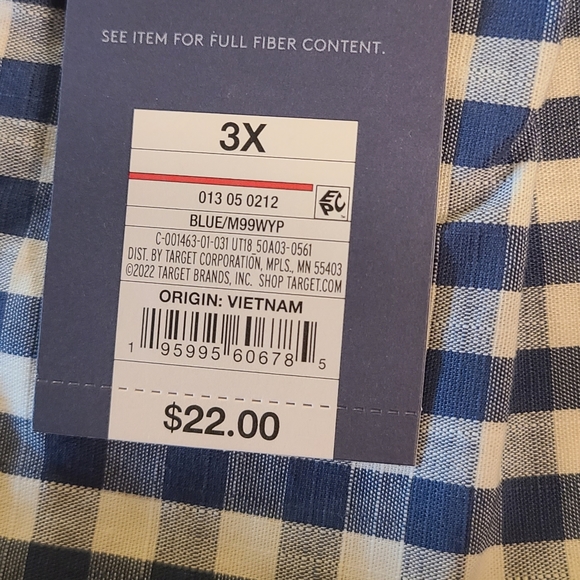 SEE ITEM FOR FULL FIBER CONTENT.
3X
013 05 0212
EPC™
BLUE/M99WYP
C-001463-01-031 UT18 50A03-0561
DIST. BY TARGET CORPORATION, MPLS., MN 55403
©2022 TARGET BRANDS, INC. SHOP TARGET.COM
ORIGIN: VIETNAM
1 95995 60678 5
$22.00